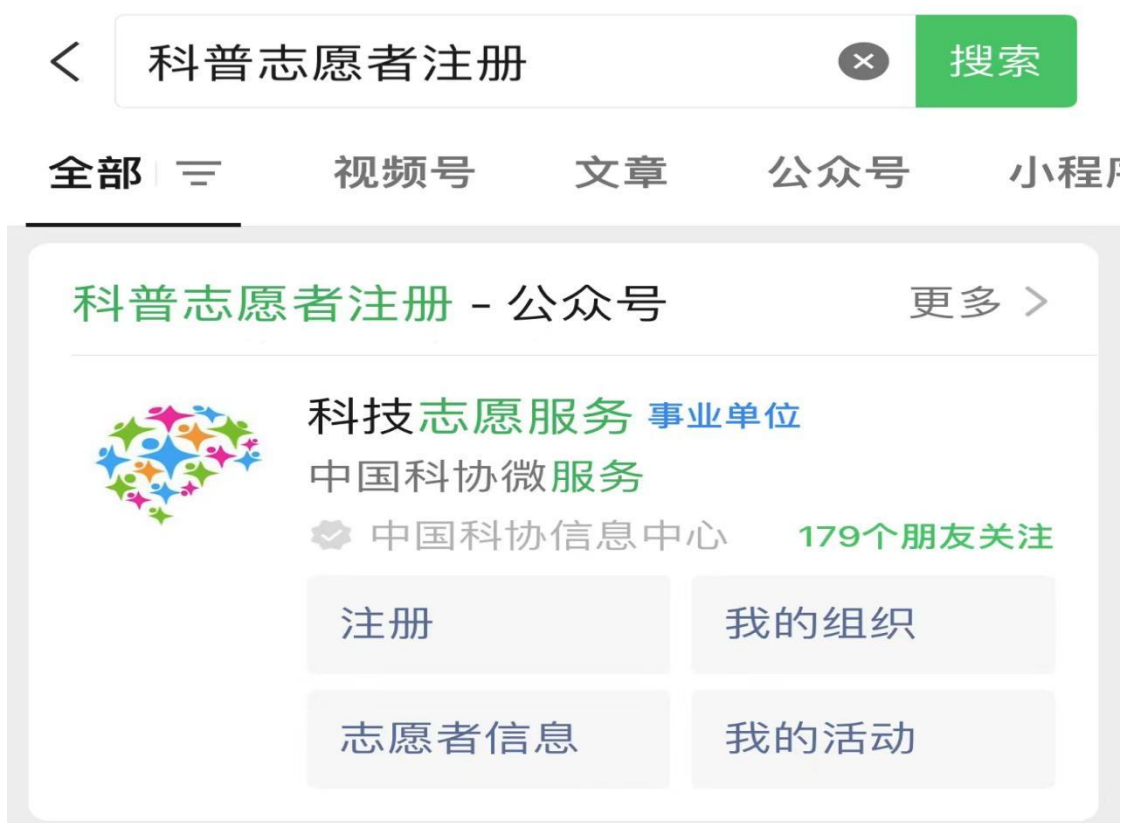 科普志愿者注册 搜索
全部 视频号 文章 公众号 小程序
科普志愿者注册 - 公众号 更多
科技志愿服务 事业单位
中国科协微服务
中国科协信息中心 179个朋友关注
注册 我的组织
志愿者信息 我的活动